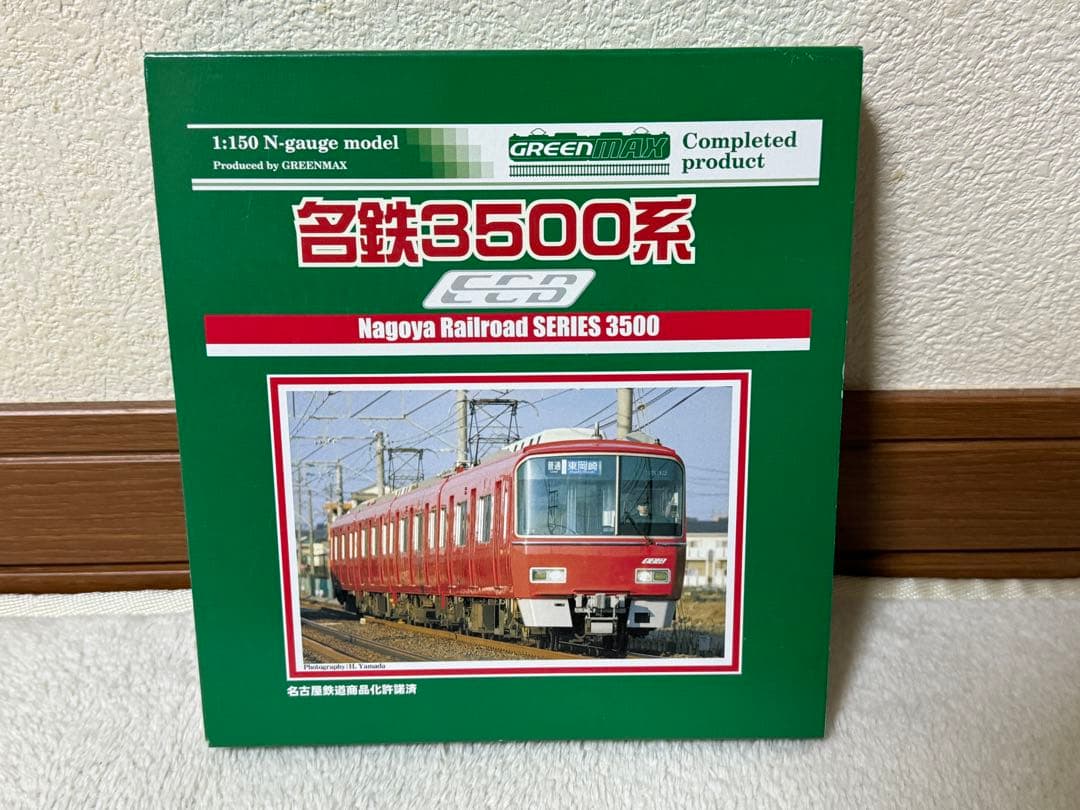 1:150 N-gauge model
Produced by GREENMAX
GREENMAX
Completed
product
名鉄3500系
ECB
Nagoya Railroad SERIES 3500
普通
東岡崎
Photography:H. Yamada
名古屋鉄道商品化許諾済